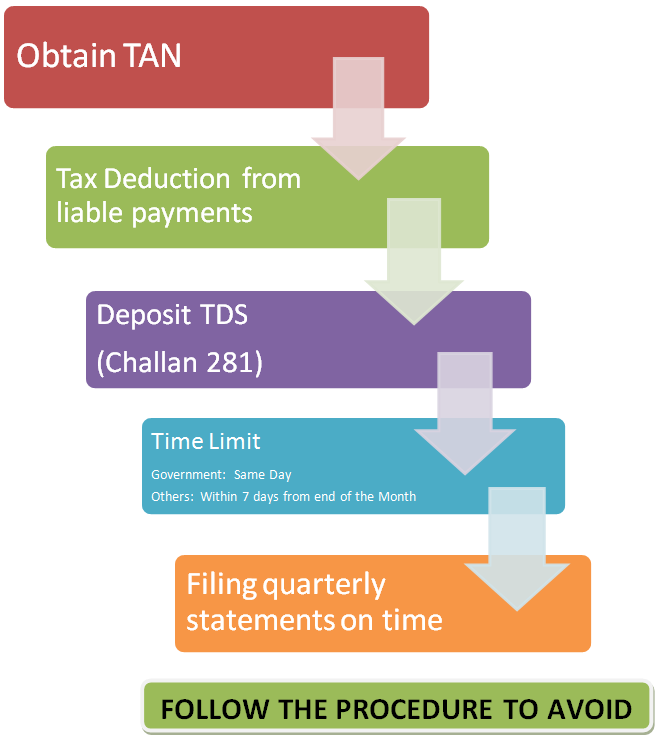 Obtain TAN
Tax Deduction from
liable payments
Deposit TDS
(Challan 281)
Time Limit
Government: Same Day
Others: Within 7 days from end of the Month
Filing quarterly
statements on time
FOLLOW THE PROCEDURE TO AVOID